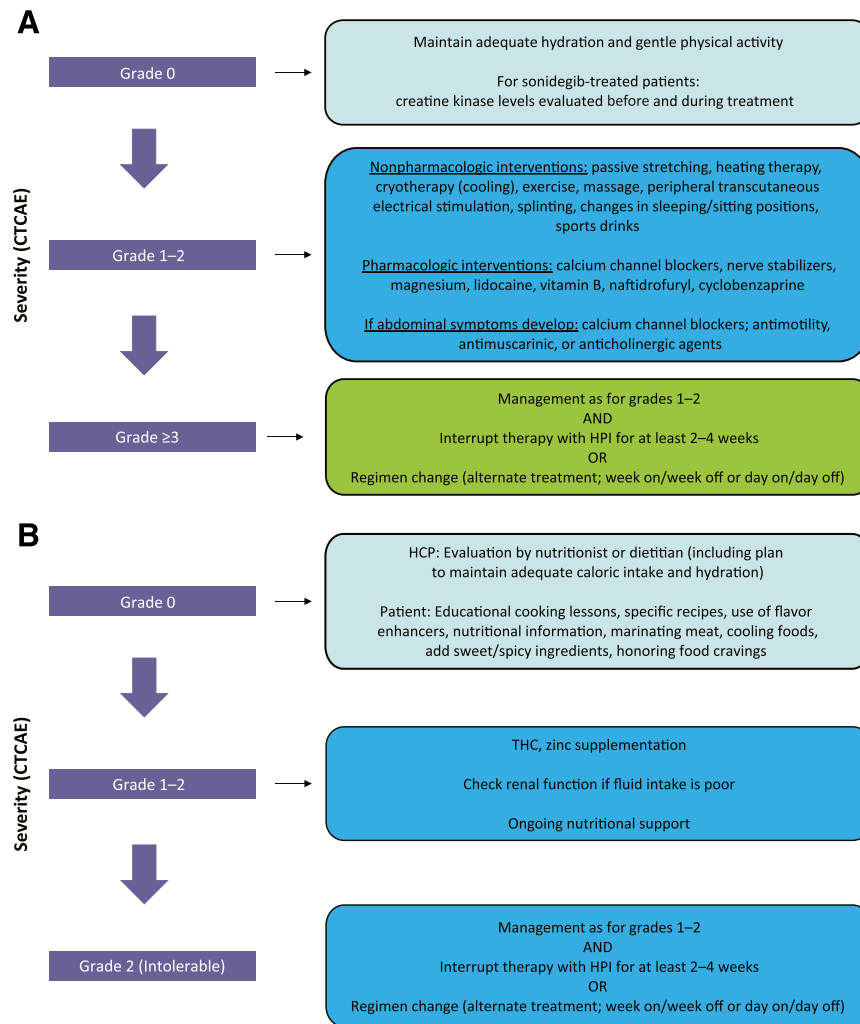 A
Severity (CTCAE)
Grade 0
Maintain adequate hydration and gentle physical activity
For sonidegib-treated patients:
creatine kinase levels evaluated before and during treatment
Grade 1–2
Nonpharmacologic interventions: passive stretching, heating therapy,
cryotherapy (cooling), exercise, massage, peripheral transcutaneous
electrical stimulation, splinting, changes in sleeping/sitting positions,
sports drinks
Pharmacologic interventions: calcium channel blockers, nerve stabilizers,
magnesium, lidocaine, vitamin B, naftidrofuryl, cyclobenzaprine
If abdominal symptoms develop: calcium channel blockers; antimotility,
antimuscarinic, or anticholinergic agents
Grade ≥3
Management as for grades 1–2
AND
Interrupt therapy with HPI for at least 2–4 weeks
OR
Regimen change (alternate treatment; week on/week off or day on/day off)
B
Severity (CTCAE)
Grade 0
HCP: Evaluation by nutritionist or dietitian (including plan
to maintain adequate caloric intake and hydration)
Patient: Educational cooking lessons, specific recipes, use of flavor
enhancers, nutritional information, marinating meat, cooling foods,
add sweet/spicy ingredients, honoring food cravings
Grade 1–2
THC, zinc supplementation
Check renal function if fluid intake is poor
Ongoing nutritional support
Grade 2 (Intolerable)
Management as for grades 1–2
AND
Interrupt therapy with HPI for at least 2–4 weeks
OR
Regimen change (alternate treatment; week on/week off or day on/day off)